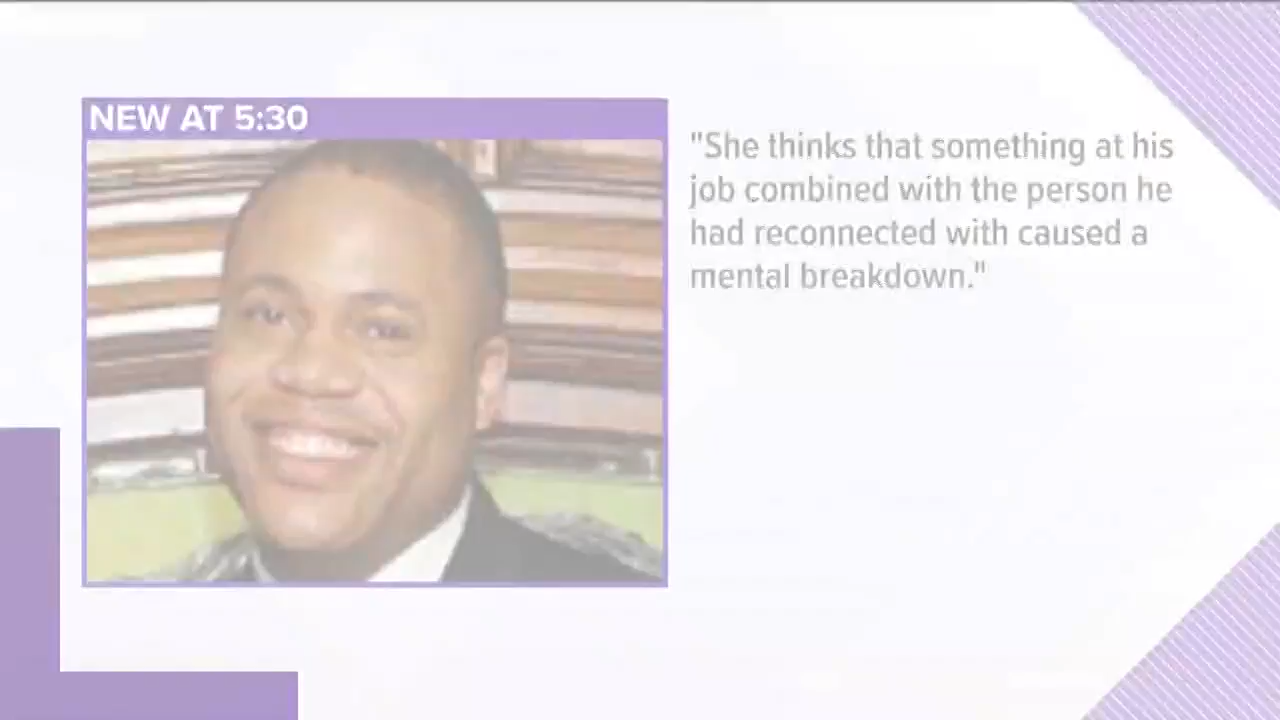 NEW AT 5:30
"She thinks that something at his
job combined with the person he
had reconnected with caused a
mental breakdown."